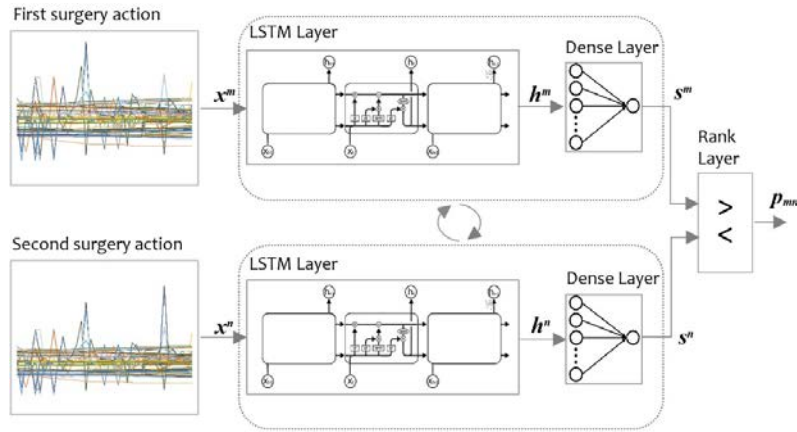 First surgery action
LSTM Layer
Dense Layer
x^m
h^m
s^m
Rank
Layer
>
<
p_mn
Second surgery action
LSTM Layer
Dense Layer
x^n
h^n
s^n